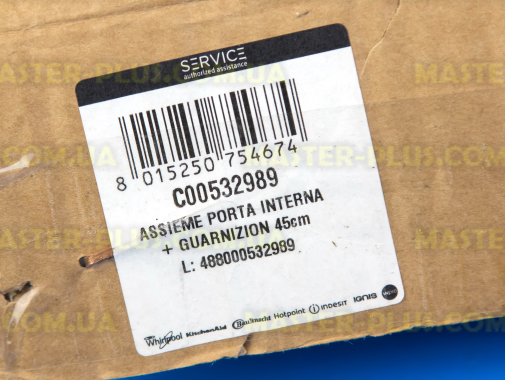 SERVICE
authorized assistance
8 015250 754674
C00532989
ASSIEME PORTA INTERNA
+ GUARNIZION 45cm
L: 488000532989
Whirlpool KitchenAid Bauknecht Hotpoint indesit IGNIS
MASTER-PLUS.COM.UA